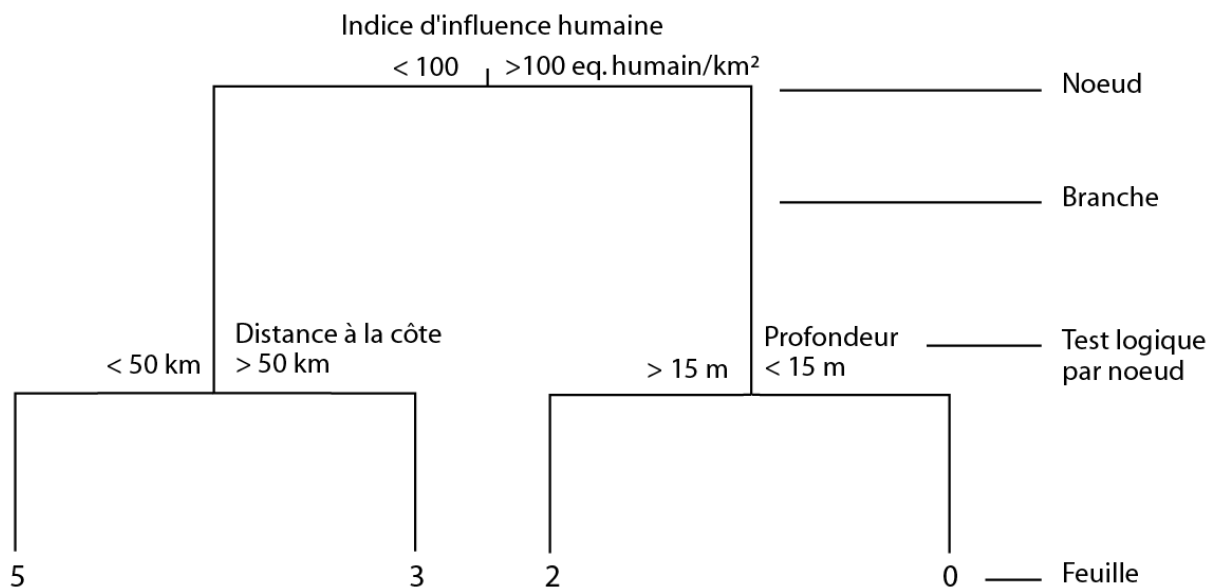 Indice d'influence humaine
< 100 >100 eq. humain/km²
Noeud
Branche
Distance à la côte
< 50 km > 50 km
Profondeur
> 15 m < 15 m
Test logique
par noeud
5 3 2 0
Feuille